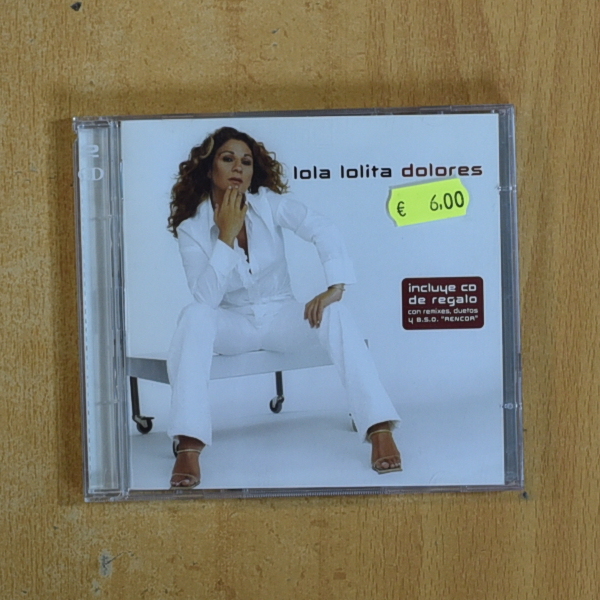 2
CD
lola lolita dolores
€ 6.00
incluye CD
de regalo
con remixes, duetos
y B.S.O. "RENCOR"